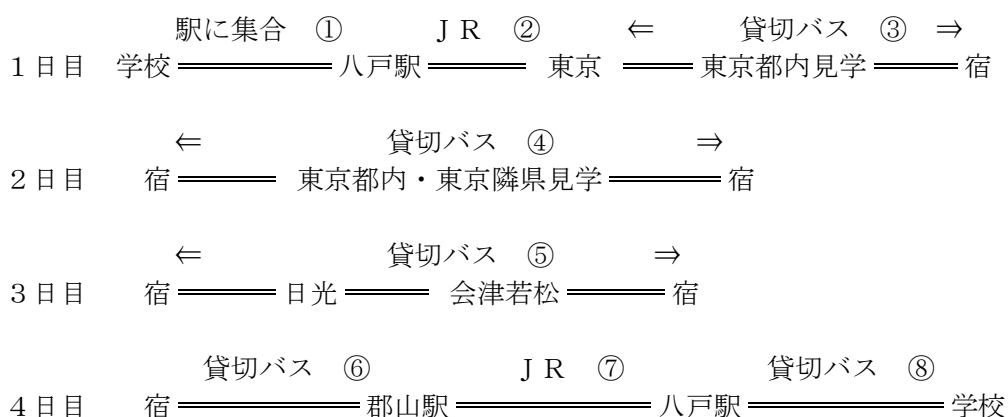 駅に集合　①　　ＪＲ　②　　⇐　　貸切バス　③　⇒
１日目　学校　八戸駅　東京　東京都内見学　宿
⇐　　貸切バス　④　　⇒
２日目　宿　東京都内・東京隣県見学　宿
⇐　　貸切バス　⑤　　⇒
３日目　宿　日光　会津若松　宿
貸切バス　⑥　　ＪＲ　⑦　　貸切バス　⑧
４日目　宿　郡山駅　八戸駅　学校